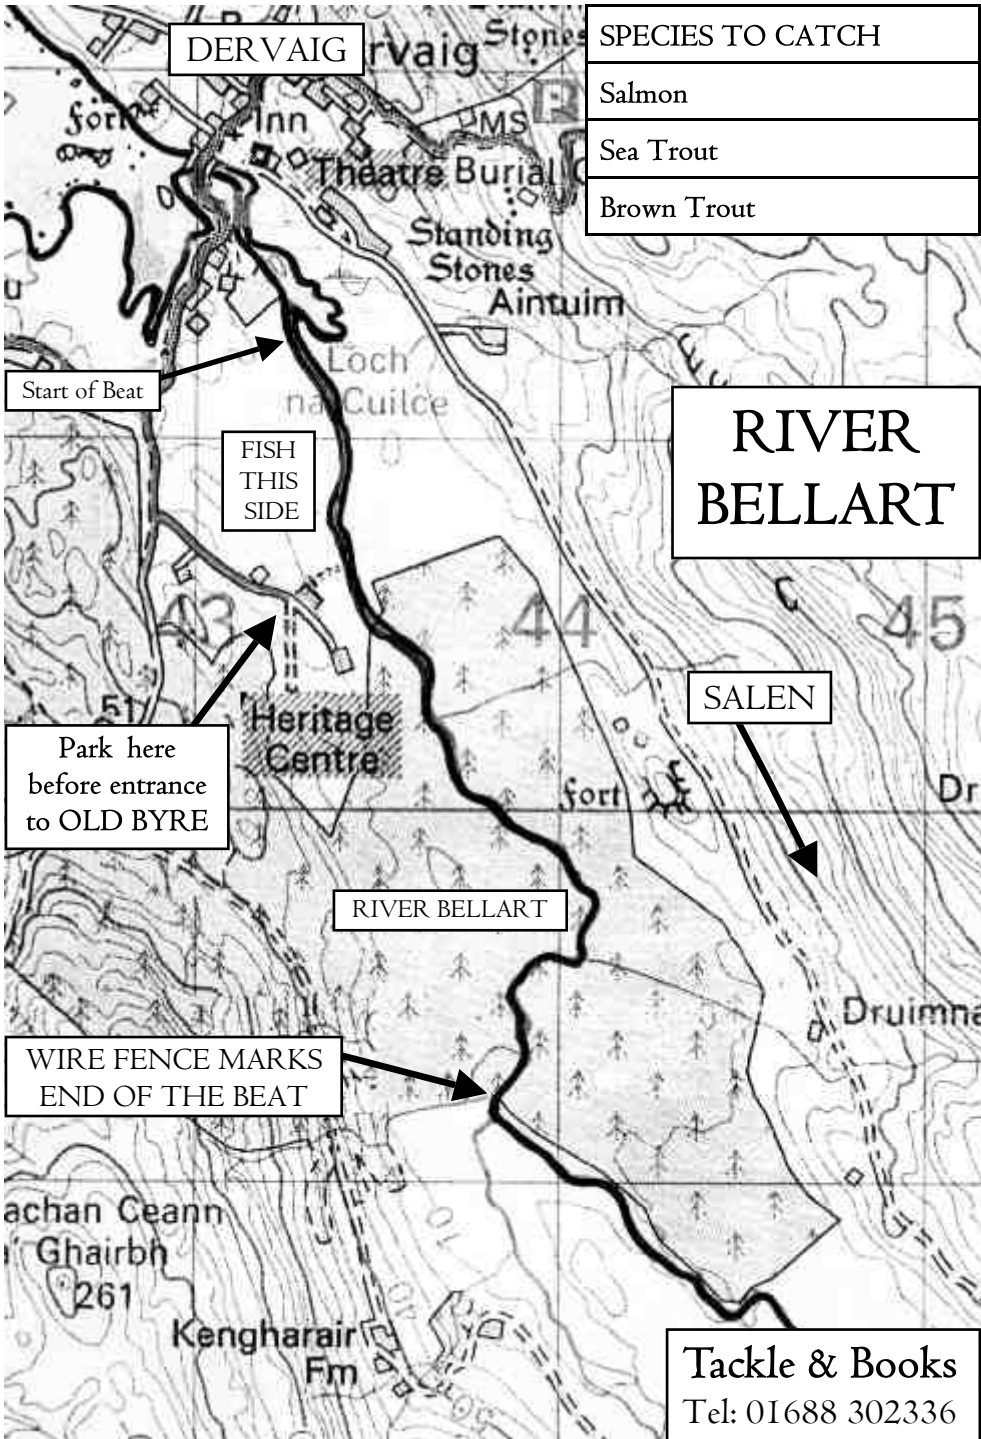 DERVAIG
rvaig
Stones
SPECIES TO CATCH
Salmon
Sea Trout
Brown Trout
fort
Inn
MS
Theatre
Burial
Standing
Stones
Aintuim
u
Start of Beat
Loch
na Cuilce
FISH
THIS
SIDE
RIVER
BELLART
43
44
45
51
SALEN
Heritage
Centre
Park here
before entrance
to OLD BYRE
fort
Dr
RIVER BELLART
Druimna
WIRE FENCE MARKS
END OF THE BEAT
achan Ceann
a' Ghairbh
261
10
Kengharair
Fm
Tackle & Books
Tel: 01688 302336